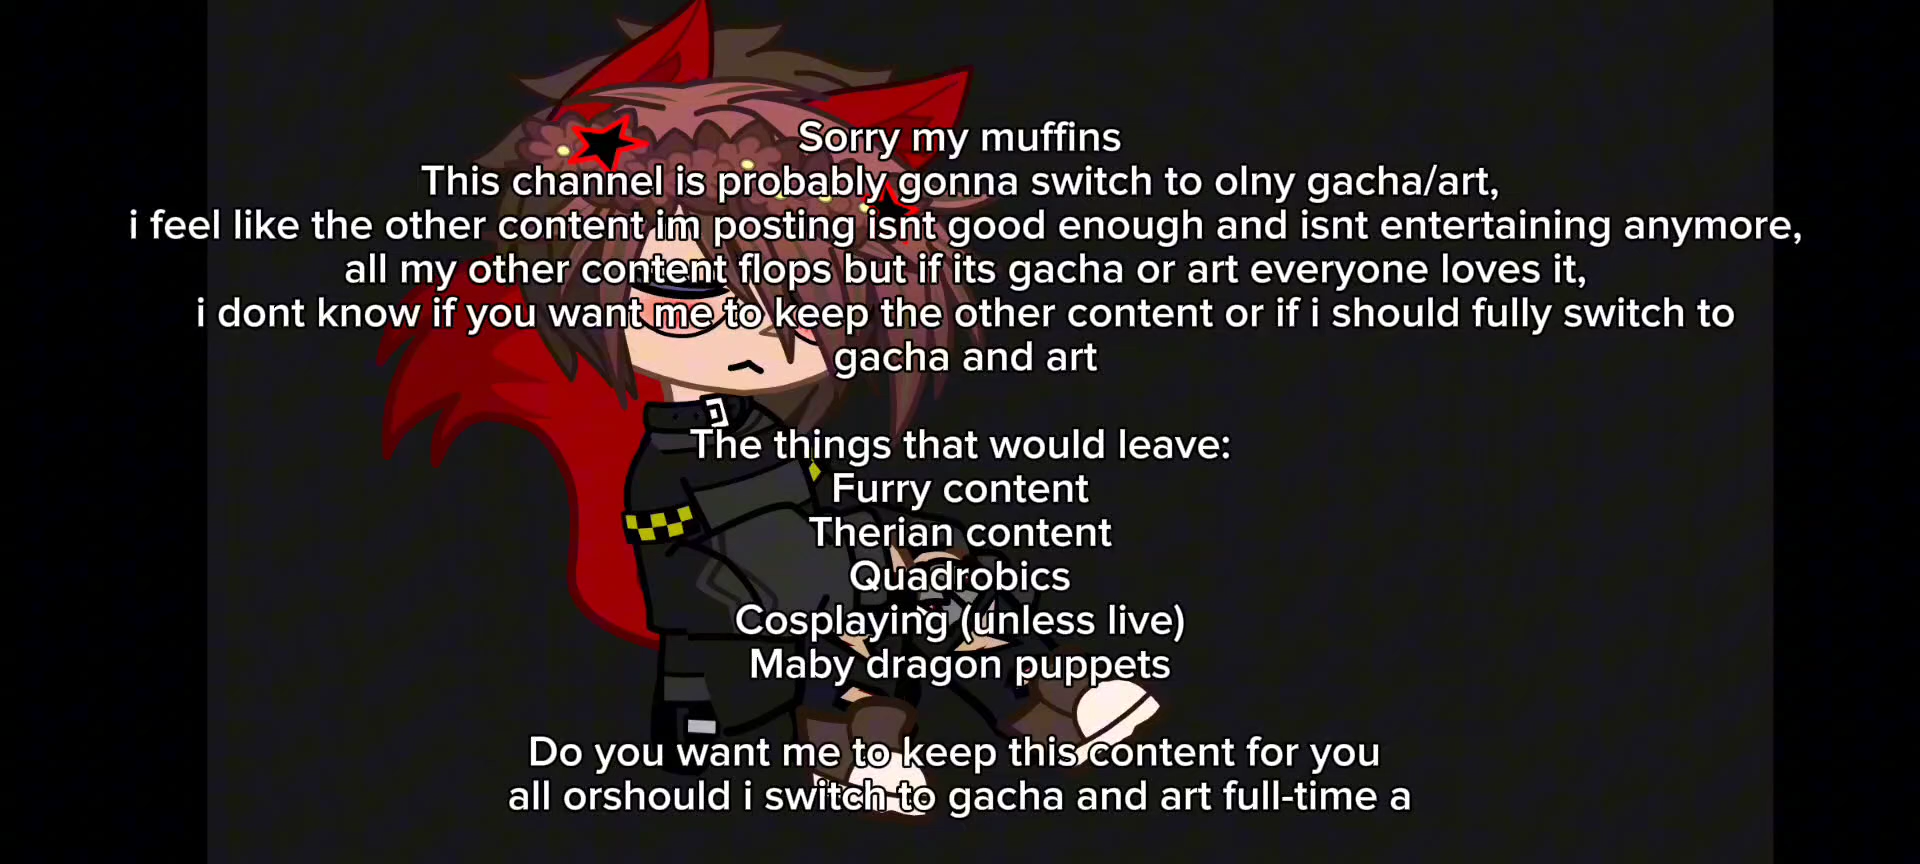 Sorry my muffins
This channel is probably gonna switch to olny gacha/art,
i feel like the other content im posting isnt good enough and isnt entertaining anymore,
all my other content flops but if its gacha or art everyone loves it,
i dont know if you want me to keep the other content or if i should fully switch to
gacha and art
The things that would leave:
Furry content
Therian content
Quadrobics
Cosplaying (unless live)
Maby dragon puppets
Do you want me to keep this content for you
all orshould i switch to gacha and art full-time a